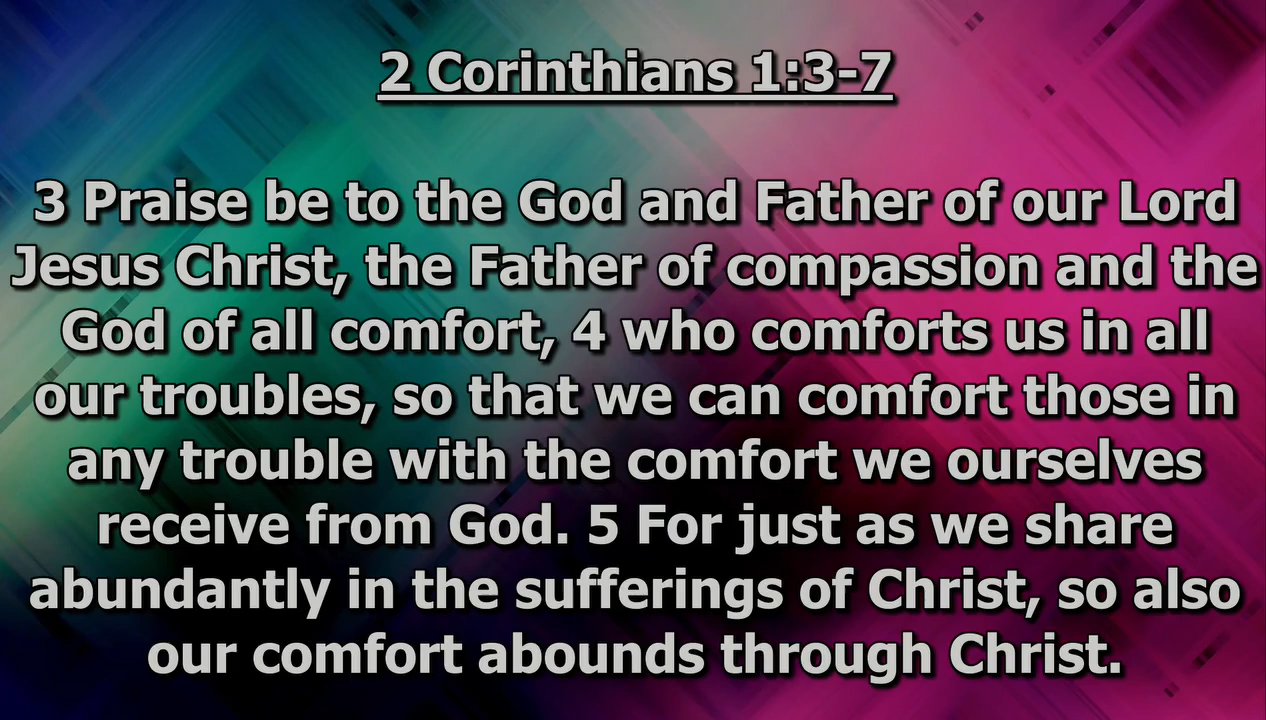 2 Corinthians 1:3-7
3 Praise be to the God and Father of our Lord
Jesus Christ, the Father of compassion and the
God of all comfort, 4 who comforts us in all
our troubles, so that we can comfort those in
any trouble with the comfort we ourselves
receive from God. 5 For just as we share
abundantly in the sufferings of Christ, so also
our comfort abounds through Christ.